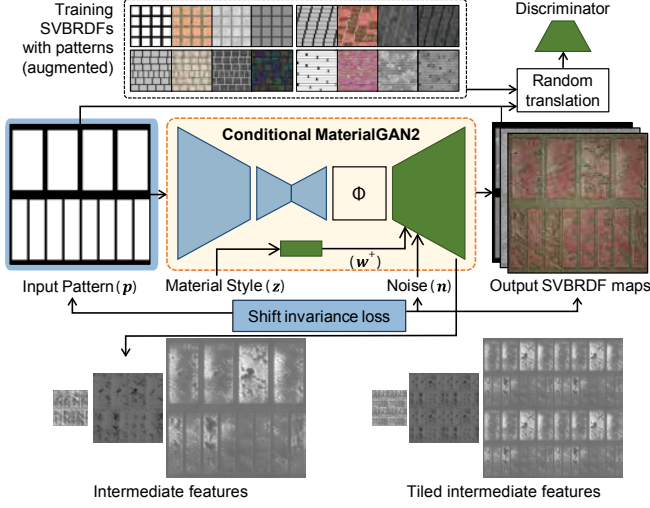 Training
SVBRDFs
with patterns
(augmented)
Discriminator
Random
translation
Conditional MaterialGAN2
Φ
(w⁺)
Input Pattern (p)
Material Style (z)
Noise (n)
Output SVBRDF maps
Shift invariance loss
Intermediate features
Tiled intermediate features